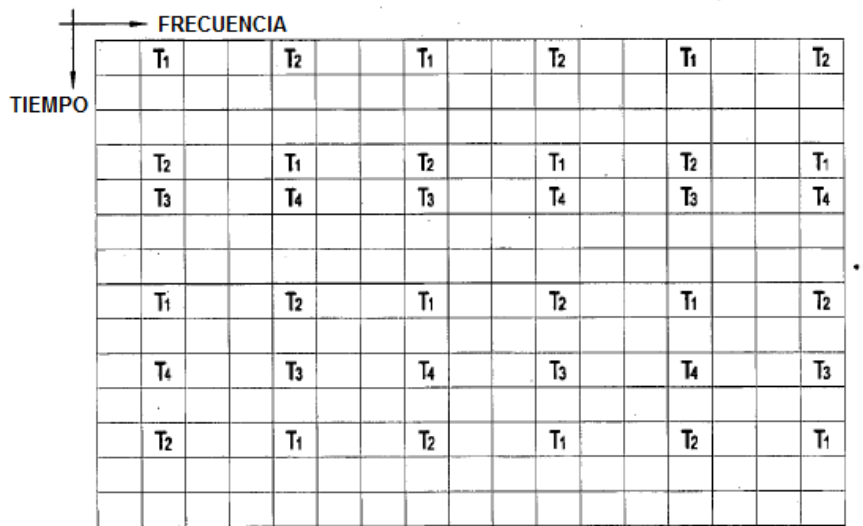 FRECUENCIA
TIEMPO
T1 T2 T1 T2 T1 T2
T2 T1 T2 T1 T2 T1
T3 T4 T3 T4 T3 T4
T1 T2 T1 T2 T1 T2
T4 T3 T4 T3 T4 T3
T2 T1 T2 T1 T2 T1